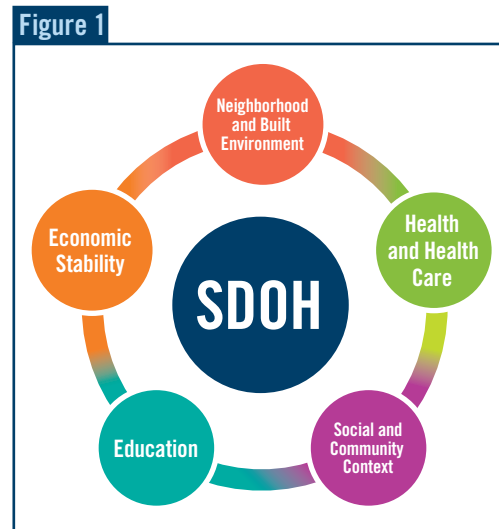 Figure 1
Neighborhood
and Built
Environment
Economic
Stability
Health
and Health
Care
SDOH
Education
Social and
Community
Context